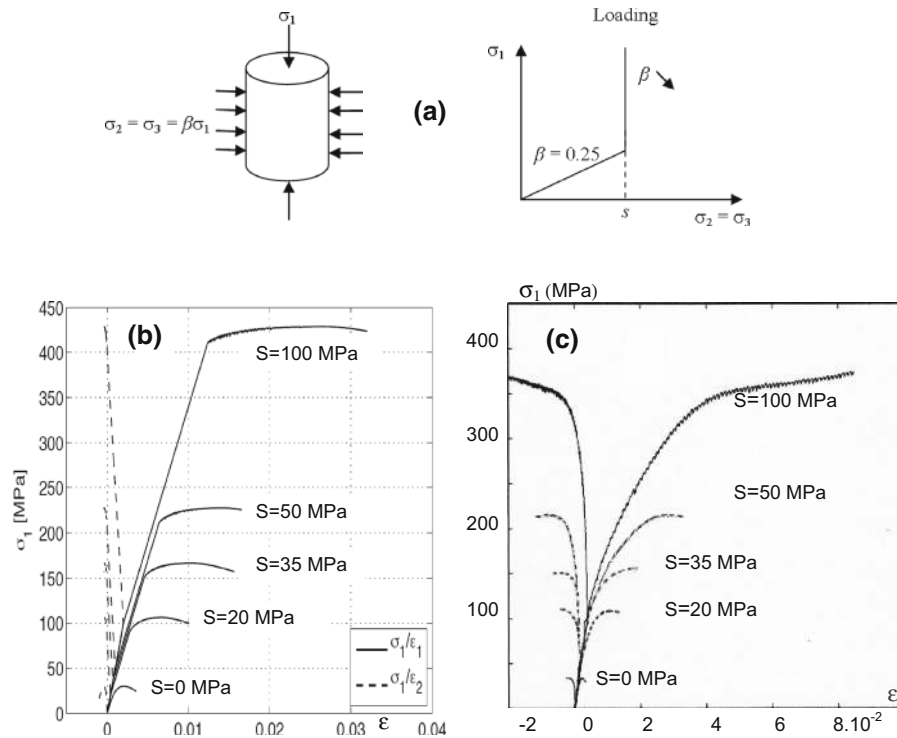 σ₁
σ₂ = σ₃ = βσ₁
(a)
Loading
σ₁
β
β = 0.25
s
σ₂ = σ₃
(b)
σ₁ [MPa]
450
400
350
300
250
200
150
100
50
0
S=100 MPa
S=50 MPa
S=35 MPa
S=20 MPa
S=0 MPa
σ₁/ε₁
σ₁/ε₂
0 0.01 0.02 0.03 0.04
ε
σ₁ (MPa)
(c)
400
300
200
100
S=100 MPa
S=50 MPa
S=35 MPa
S=20 MPa
S=0 MPa
ε
-2 0 2 4 6 8.10⁻²